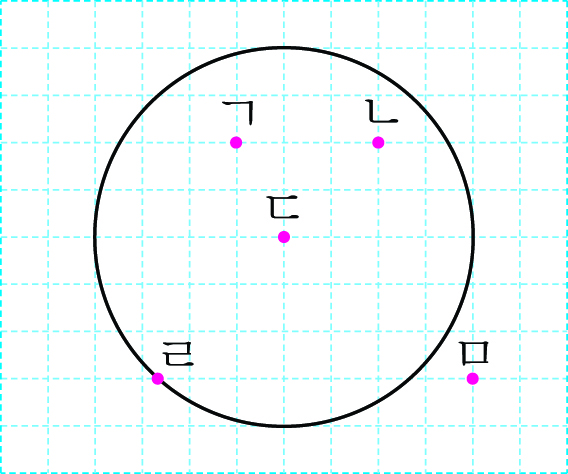 ㄱ ㄴ
ㄷ
ㄹ ㅁ